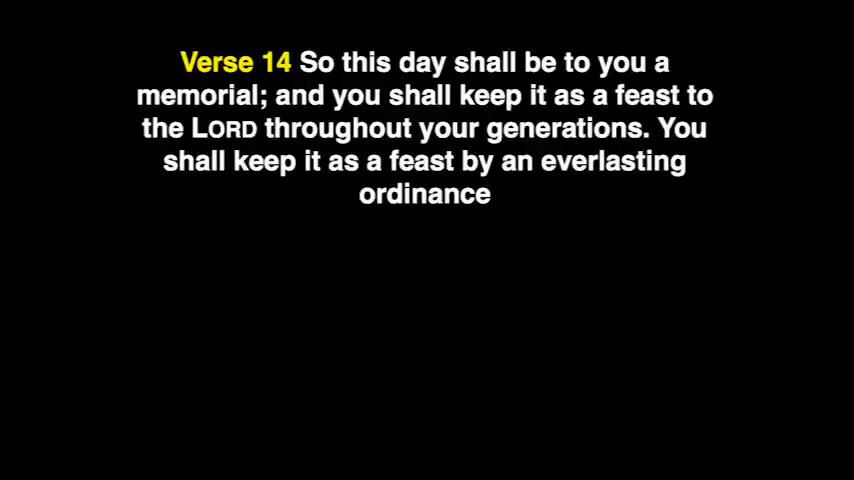 Verse 14 So this day shall be to you a
memorial; and you shall keep it as a feast to
the LORD throughout your generations. You
shall keep it as a feast by an everlasting
ordinance